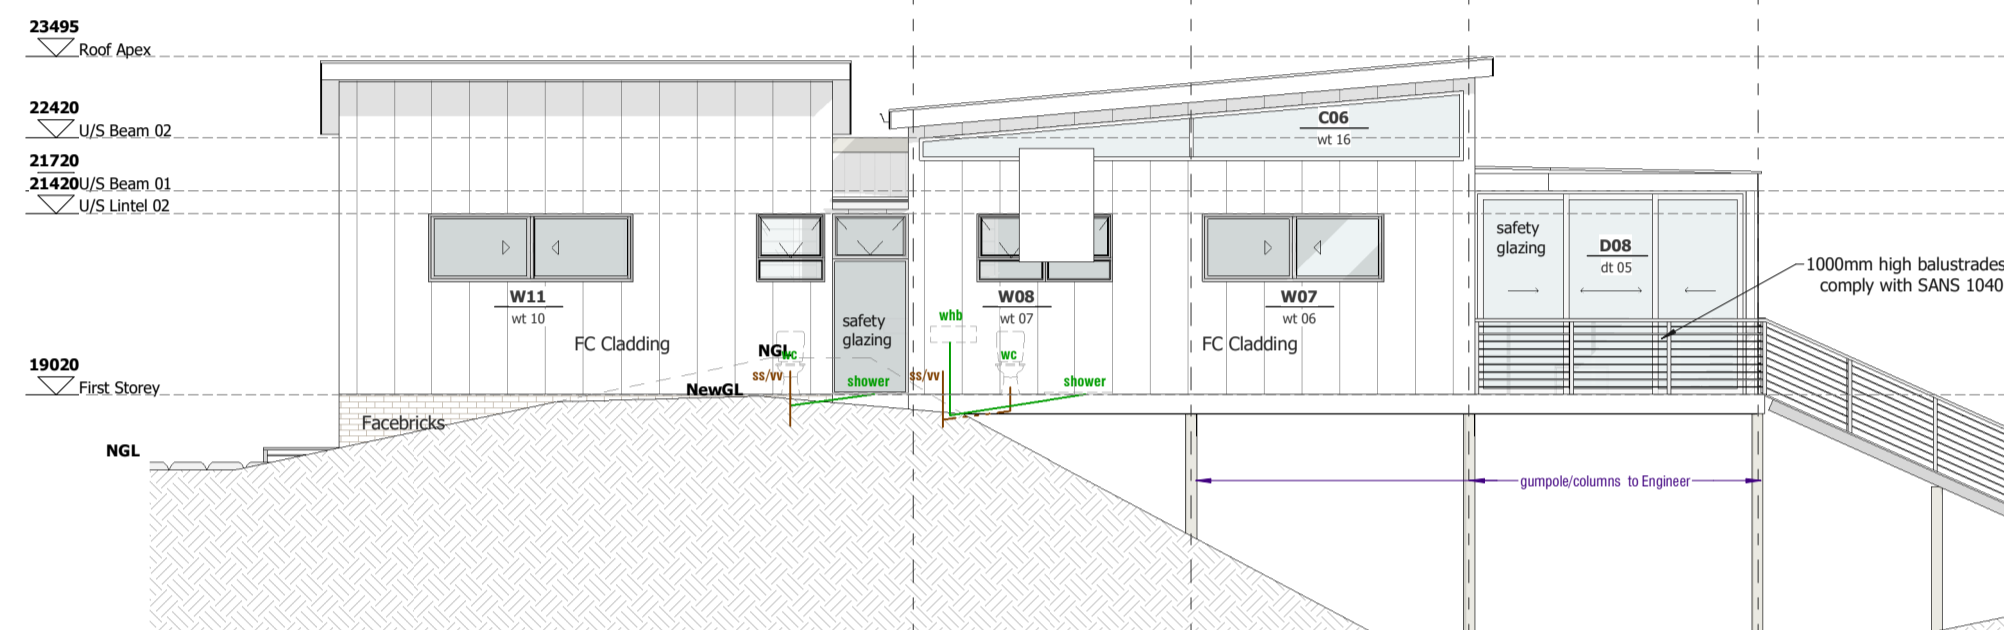 23495
Roof Apex
22420
U/S Beam 02
21720
21420
U/S Beam 01
U/S Lintel 02
19020
First Storey
NGL
C06
wt 16
safety
glazing
D08
dt 05
1000mm high balustrades
comply with SANS 1040
W11
wt 10
W08
wt 07
W07
wt 06
FC Cladding
safety
glazing
whb
FC Cladding
NGL
wc
wc
ss/vv
shower
ss/vv
shower
NewGL
Facebricks
gumpole/columns to Engineer